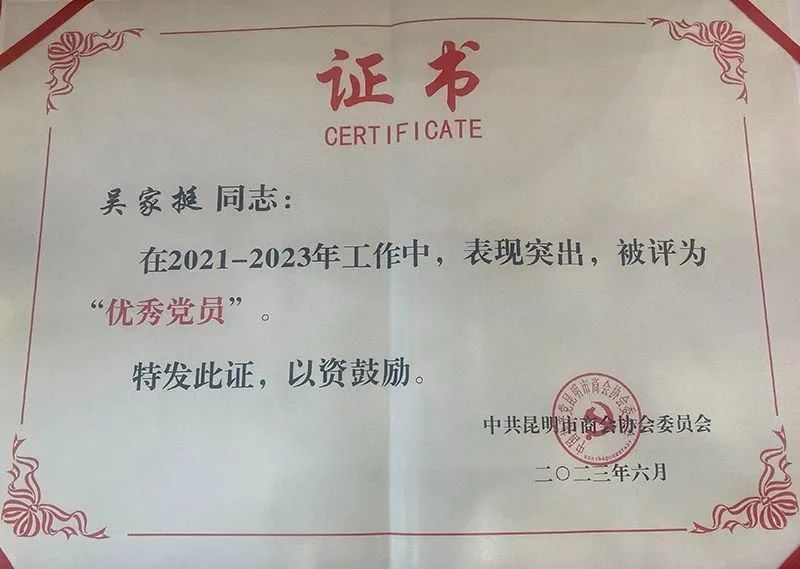 证书
CERTIFICATE
吴家挺 同志：
在2021-2023年工作中，表现突出，被评为
“优秀党员”。
特发此证，以资鼓励。
中共昆明市商会协会委员会
二〇二三年六月